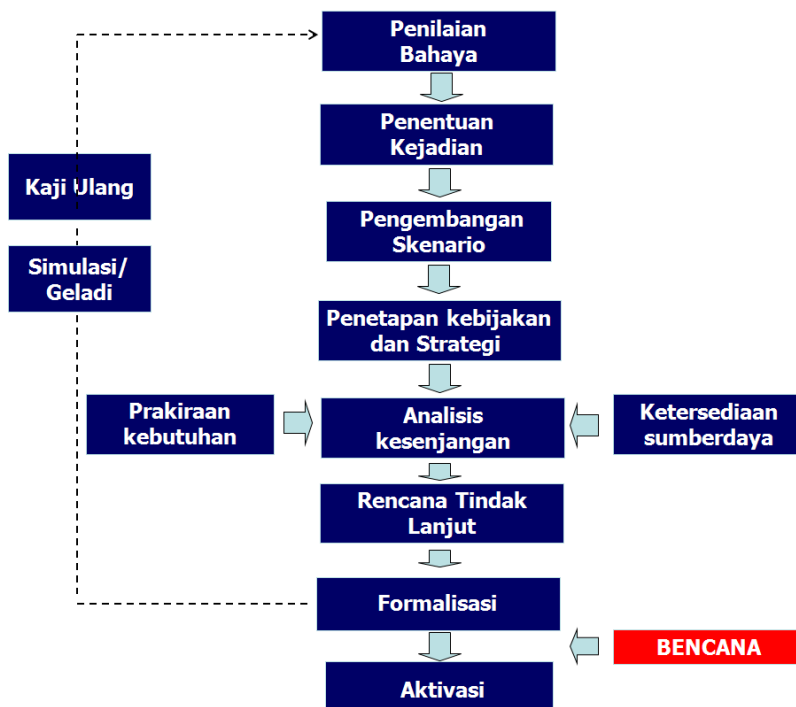 Penilaian
Bahaya
Penentuan
Kejadian
Kaji Ulang
Pengembangan
Skenario
Simulasi/
Geladi
Penetapan kebijakan
dan Strategi
Prakiraan
kebutuhan
Analisis
kesenjangan
Ketersediaan
sumberdaya
Rencana Tindak
Lanjut
Formalisasi
BENCANA
Aktivasi